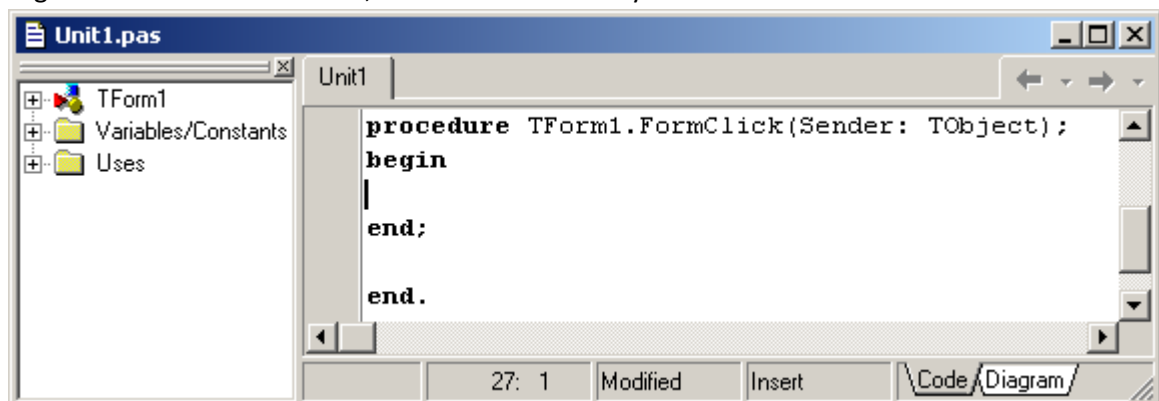 Unit1.pas
Unit1
TForm1
Variables/Constants
Uses
procedure TForm1.FormClick(Sender: TObject);
begin
end;
end.
27: 1 Modified Insert Code Diagram